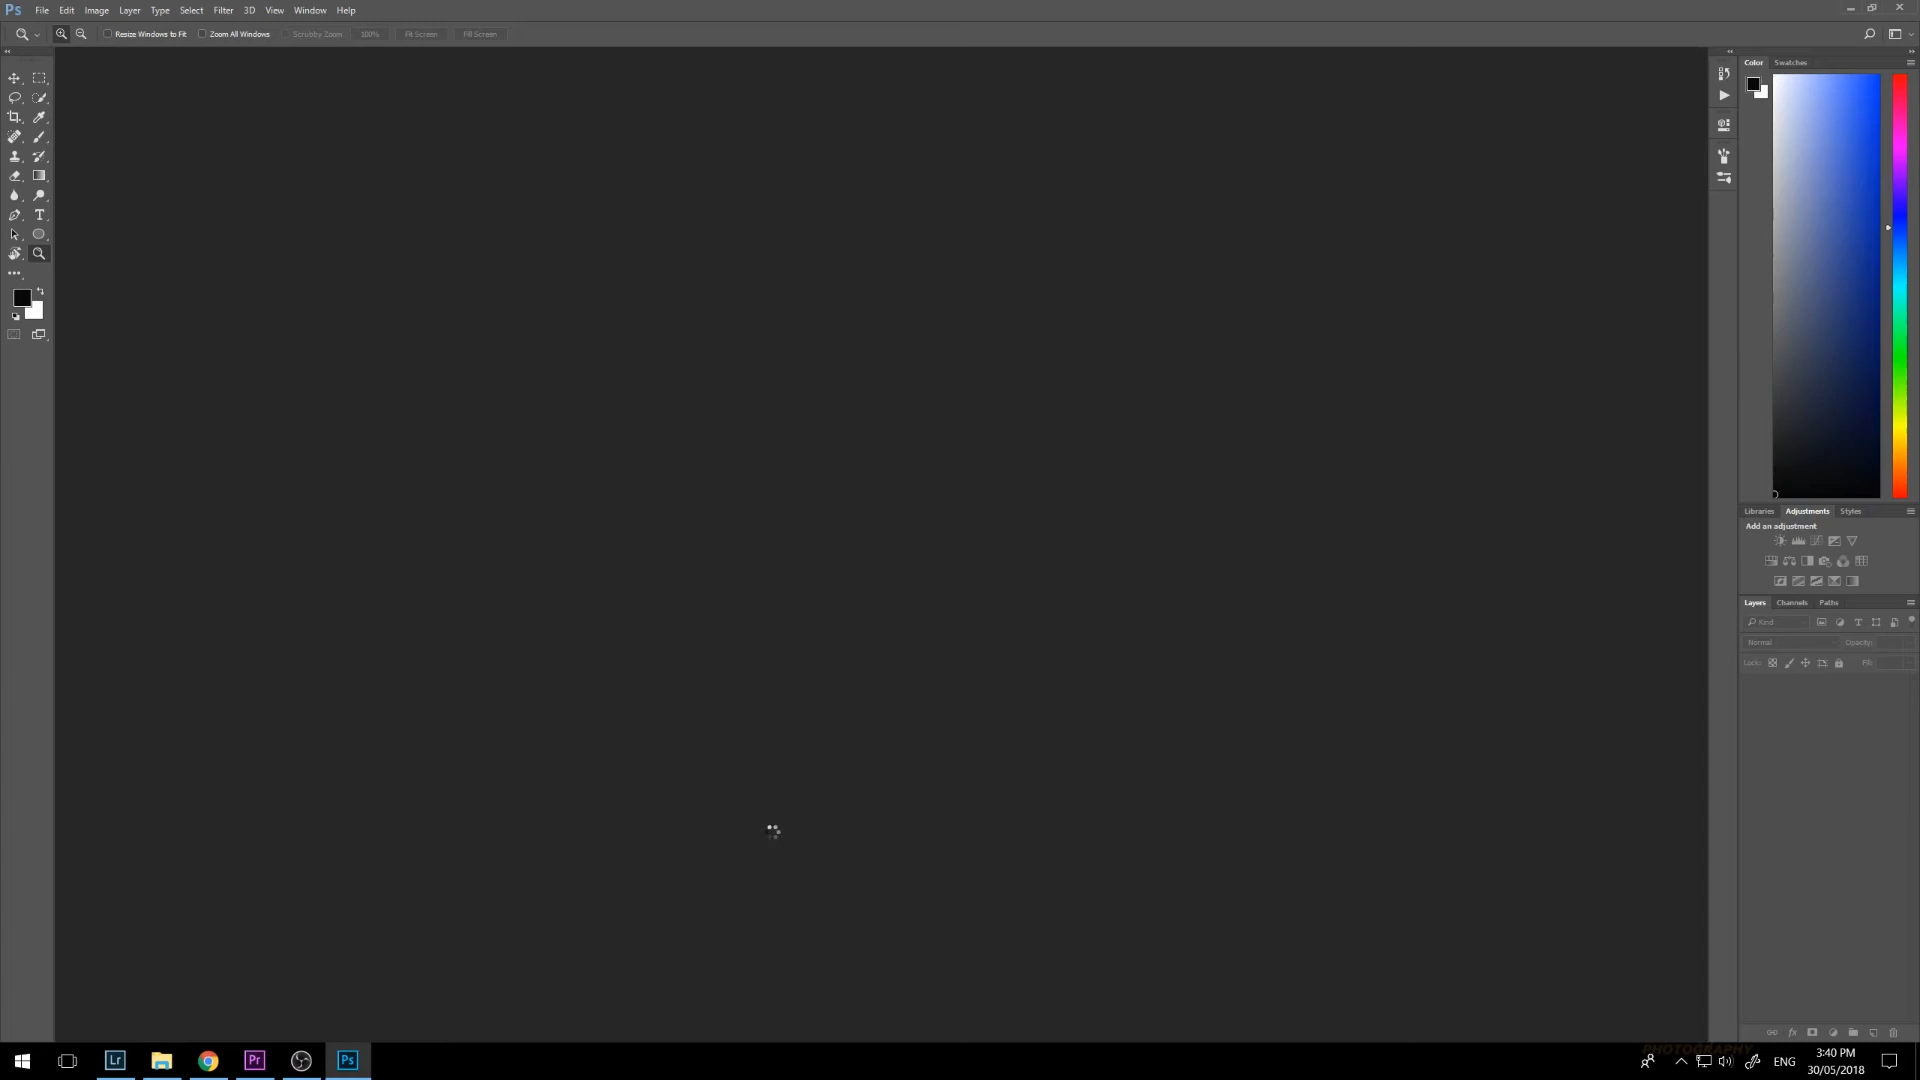 Ps File Edit Image Layer Type Select Filter 3D View Window Help
Resize Windows to Fit Zoom All Windows Scrubby Zoom 100% Fit Screen Fill Screen
Color Swatches
T
Libraries Adjustments Styles
Add an adjustment
Layers Channels Paths
Kind
Normal Opacity:
Lock: Fill:
fx
PHOTOGRAPHY
Lr Pr Ps ENG 3:40 PM
30/05/2018